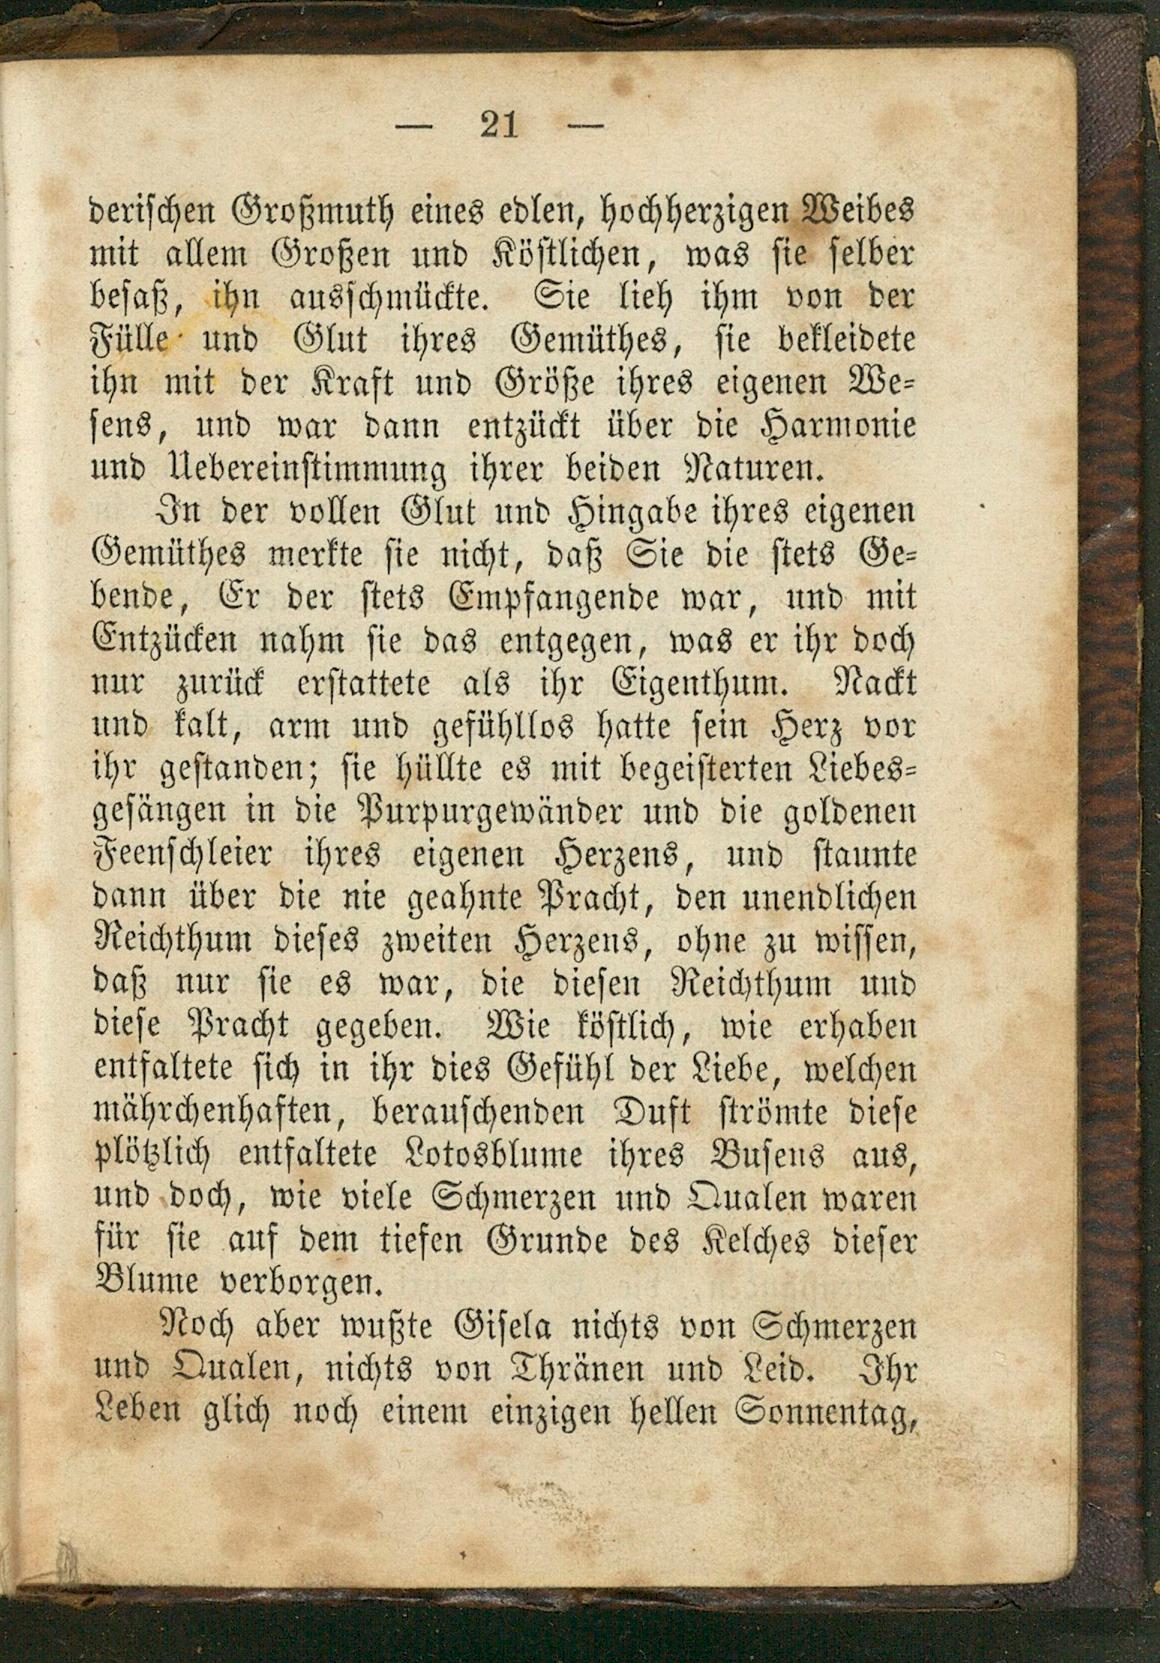 — 21 —
derischen Großmuth eines edlen, hochherzigen Weibes
mit allem Großen und Köstlichen, was sie selber
besaß, ihn ausschmückte. Sie lieh ihm von der
Fülle und Glut ihres Gemüthes, sie bekleidete
ihn mit der Kraft und Größe ihres eigenen We=
sens, und war dann entzückt über die Harmonie
und Uebereinstimmung ihrer beiden Naturen.
In der vollen Glut und Hingabe ihres eigenen
Gemüthes merkte sie nicht, daß Sie die stets Ge=
bende, Er der stets Empfangende war, und mit
Entzücken nahm sie das entgegen, was er ihr doch
nur zurück erstattete als ihr Eigenthum. Nackt
und kalt, arm und gefühllos hatte sein Herz vor
ihr gestanden; sie hüllte es mit begeisterten Liebes=
gesängen in die Purpurgewänder und die goldenen
Feenschleier ihres eigenen Herzens, und staunte
dann über die nie geahnte Pracht, den unendlichen
Reichthum dieses zweiten Herzens, ohne zu wissen,
daß nur sie es war, die diesen Reichthum und
diese Pracht gegeben. Wie köstlich, wie erhaben
entfaltete sich in ihr dies Gefühl der Liebe, welchen
mährchenhaften, berauschenden Duft strömte diese
plötzlich entfaltete Lotosblume ihres Busens aus,
und doch, wie viele Schmerzen und Qualen waren
für sie auf dem tiefen Grunde des Kelches dieser
Blume verborgen.
Noch aber wußte Gisela nichts von Schmerzen
und Qualen, nichts von Thränen und Leid. Ihr
Leben glich noch einem einzigen hellen Sonnentag,